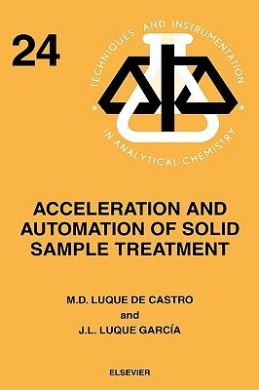 24
TECHNIQUES AND INSTRUMENTATION
IN ANALYTICAL CHEMISTRY
ACCELERATION AND
AUTOMATION OF SOLID
SAMPLE TREATMENT
M.D. LUQUE DE CASTRO
and
J.L. LUQUE GARCÍA
ELSEVIER